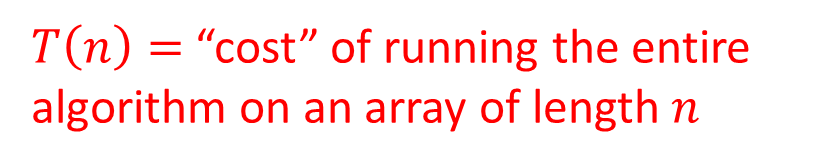 T(n) = “cost” of running the entire
algorithm on an array of length n